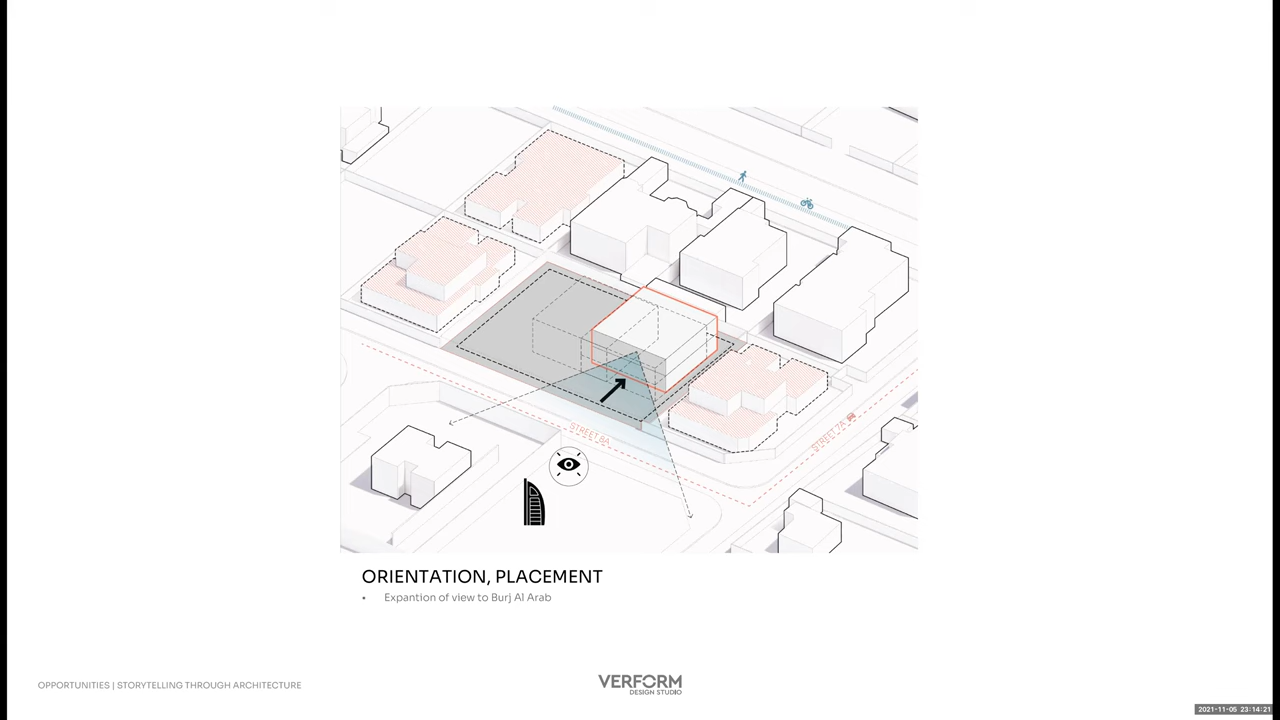 STREET 8A
STREET 7A
ORIENTATION, PLACEMENT
• Expantion of view to Burj Al Arab
OPPORTUNITIES | STORYTELLING THROUGH ARCHITECTURE
VERFORM
DESIGN STUDIO
2021-11-05 23:14:21